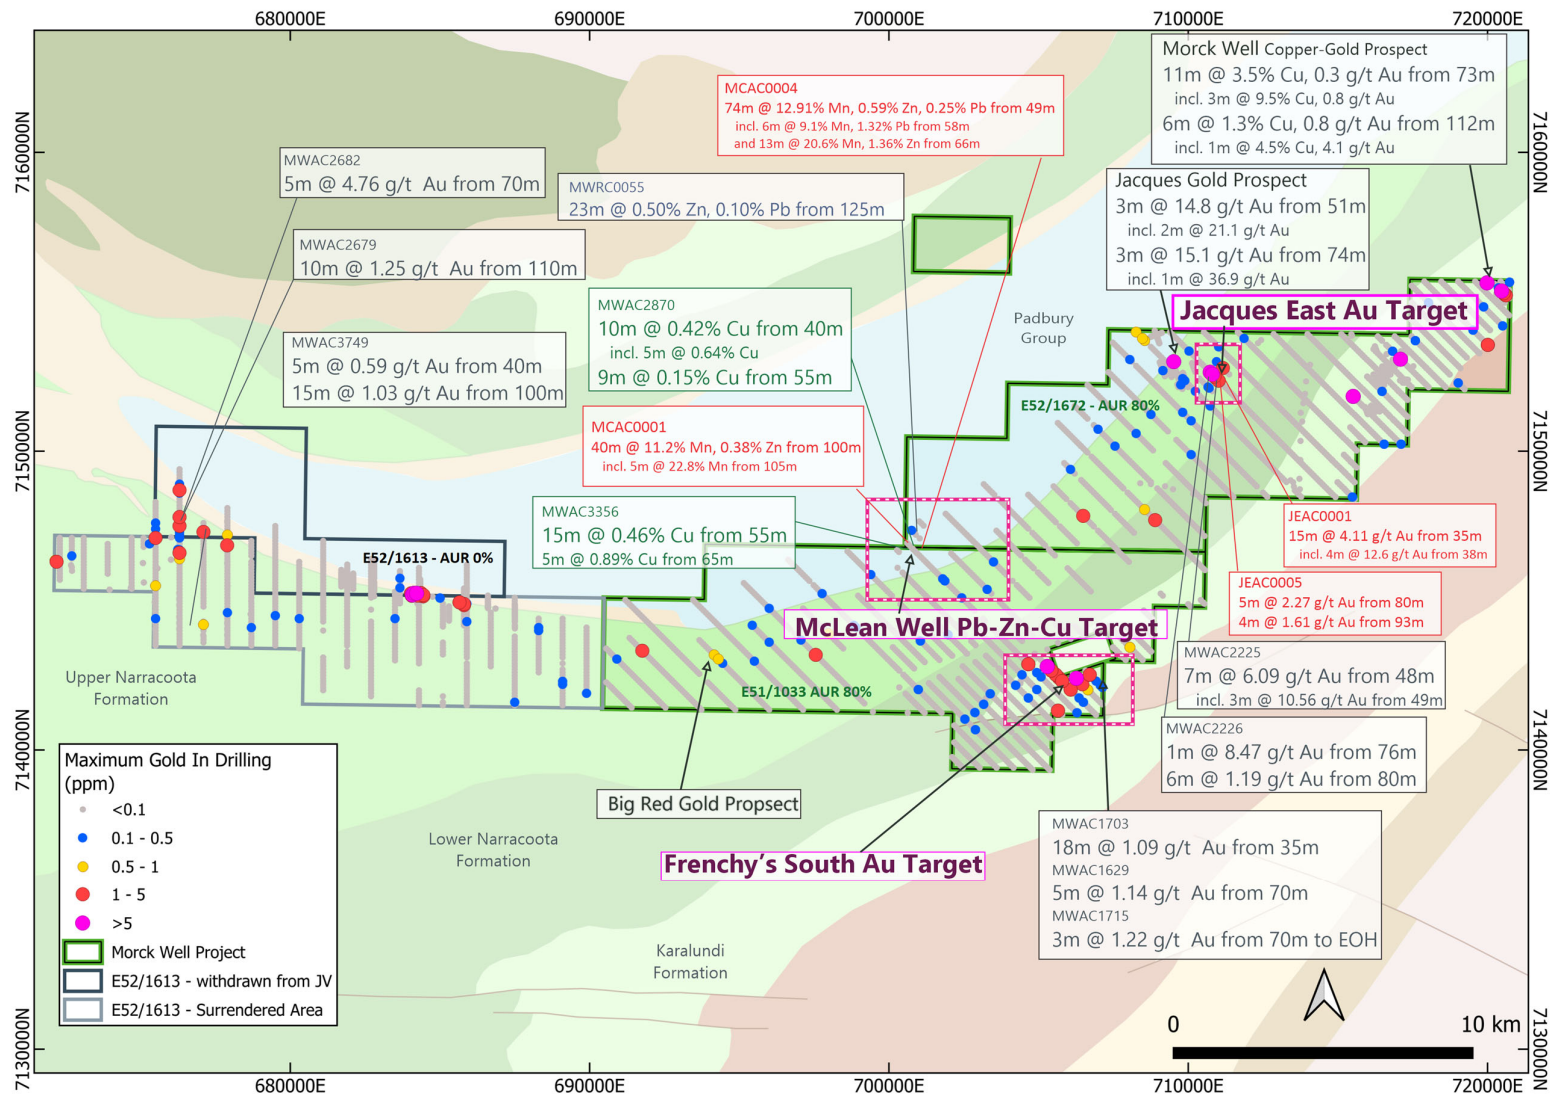 680000E
690000E
700000E
710000E
720000E
7160000N
7150000N
7140000N
7130000N
7160000N
7150000N
7140000N
7130000N
Morck Well Copper-Gold Prospect
11m @ 3.5% Cu, 0.3 g/t Au from 73m
incl. 3m @ 9.5% Cu, 0.8 g/t Au
6m @ 1.3% Cu, 0.8 g/t Au from 112m
incl. 1m @ 4.5% Cu, 4.1 g/t Au
MCAC0004
74m @ 12.91% Mn, 0.59% Zn, 0.25% Pb from 49m
incl. 6m @ 9.1% Mn, 1.32% Pb from 58m
and 13m @ 20.6% Mn, 1.36% Zn from 66m
MWAC2682
5m @ 4.76 g/t Au from 70m
MWRC0055
23m @ 0.50% Zn, 0.10% Pb from 125m
Jacques Gold Prospect
3m @ 14.8 g/t Au from 51m
incl. 2m @ 21.1 g/t Au
3m @ 15.1 g/t Au from 74m
incl. 1m @ 36.9 g/t Au
MWAC2679
10m @ 1.25 g/t Au from 110m
MWAC2870
10m @ 0.42% Cu from 40m
incl. 5m @ 0.64% Cu
9m @ 0.15% Cu from 55m
Padbury
Group
Jacques East Au Target
MWAC3749
5m @ 0.59 g/t Au from 40m
15m @ 1.03 g/t Au from 100m
E52/1672 - AUR 80%
MCAC0001
40m @ 11.2% Mn, 0.38% Zn from 100m
incl. 5m @ 22.8% Mn from 105m
MWAC3356
15m @ 0.46% Cu from 55m
5m @ 0.89% Cu from 65m
JEAC0001
15m @ 4.11 g/t Au from 35m
incl. 4m @ 12.6 g/t Au from 38m
E52/1613 - AUR 0%
JEAC0005
5m @ 2.27 g/t Au from 80m
4m @ 1.61 g/t Au from 93m
McLean Well Pb-Zn-Cu Target
MWAC2225
7m @ 6.09 g/t Au from 48m
incl. 3m @ 10.56 g/t Au from 49m
Upper Narracoota
Formation
E51/1033 AUR 80%
MWAC2226
1m @ 8.47 g/t Au from 76m
6m @ 1.19 g/t Au from 80m
Big Red Gold Propsect
Lower Narracoota
Formation
Frenchy's South Au Target
MWAC1703
18m @ 1.09 g/t Au from 35m
MWAC1629
5m @ 1.14 g/t Au from 70m
MWAC1715
3m @ 1.22 g/t Au from 70m to EOH
Karalundi
Formation
Maximum Gold In Drilling
(ppm)
<0.1
0.1 - 0.5
0.5 - 1
1 - 5
>5
Morck Well Project
E52/1613 - withdrawn from JV
E52/1613 - Surrendered Area
0
10 km
680000E
690000E
700000E
710000E
720000E